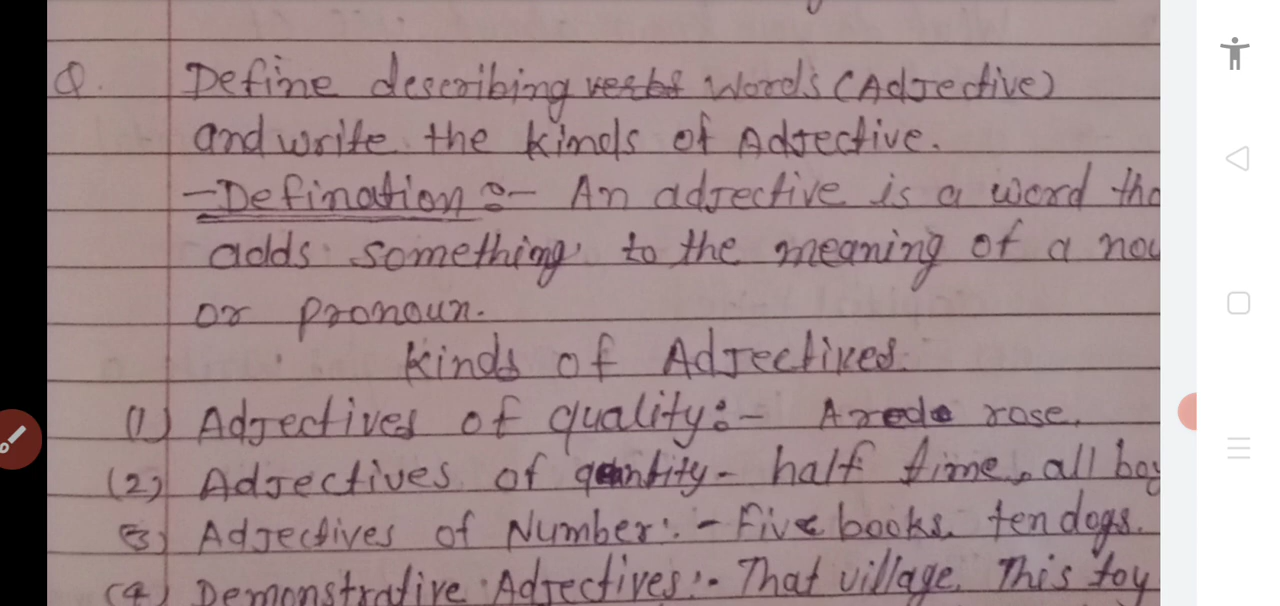 Q. Define describing verbs words (Adjective)
and write the kinds of Adjective.
- Defination :- An adjective is a word tha
adds something to the meaning of a nou
or pronoun.
Kinds of Adjectives.
(1) Adjectives of quality :- A red rose.
(2) Adjectives of quantity - half time, all boy
(3) Adjectives of Number :- Five books. ten dogs.
(4) Demonstrative Adjectives :- That village. This toy